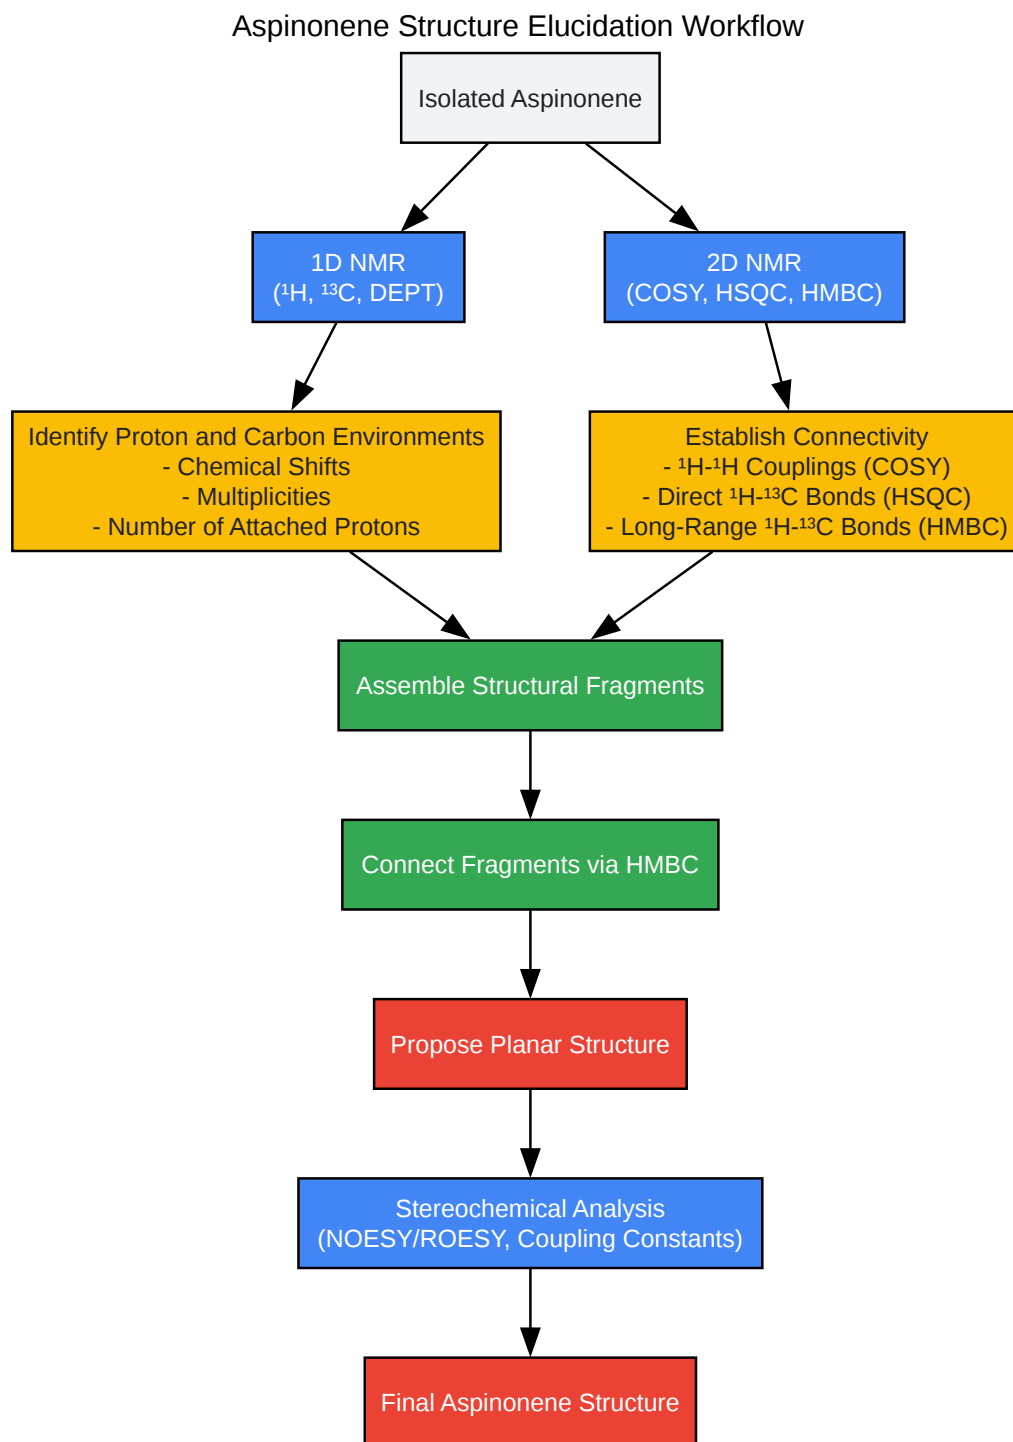 Aspinonene Structure Elucidation Workflow
Isolated Aspinonene
1D NMR
(¹H, ¹³C, DEPT)
2D NMR
(COSY, HSQC, HMBC)
Identify Proton and Carbon Environments
- Chemical Shifts
- Multiplicities
- Number of Attached Protons
Establish Connectivity
- ¹H-¹H Couplings (COSY)
- Direct ¹H-¹³C Bonds (HSQC)
- Long-Range ¹H-¹³C Bonds (HMBC)
Assemble Structural Fragments
Connect Fragments via HMBC
Propose Planar Structure
Stereochemical Analysis
(NOESY/ROESY, Coupling Constants)
Final Aspinonene Structure